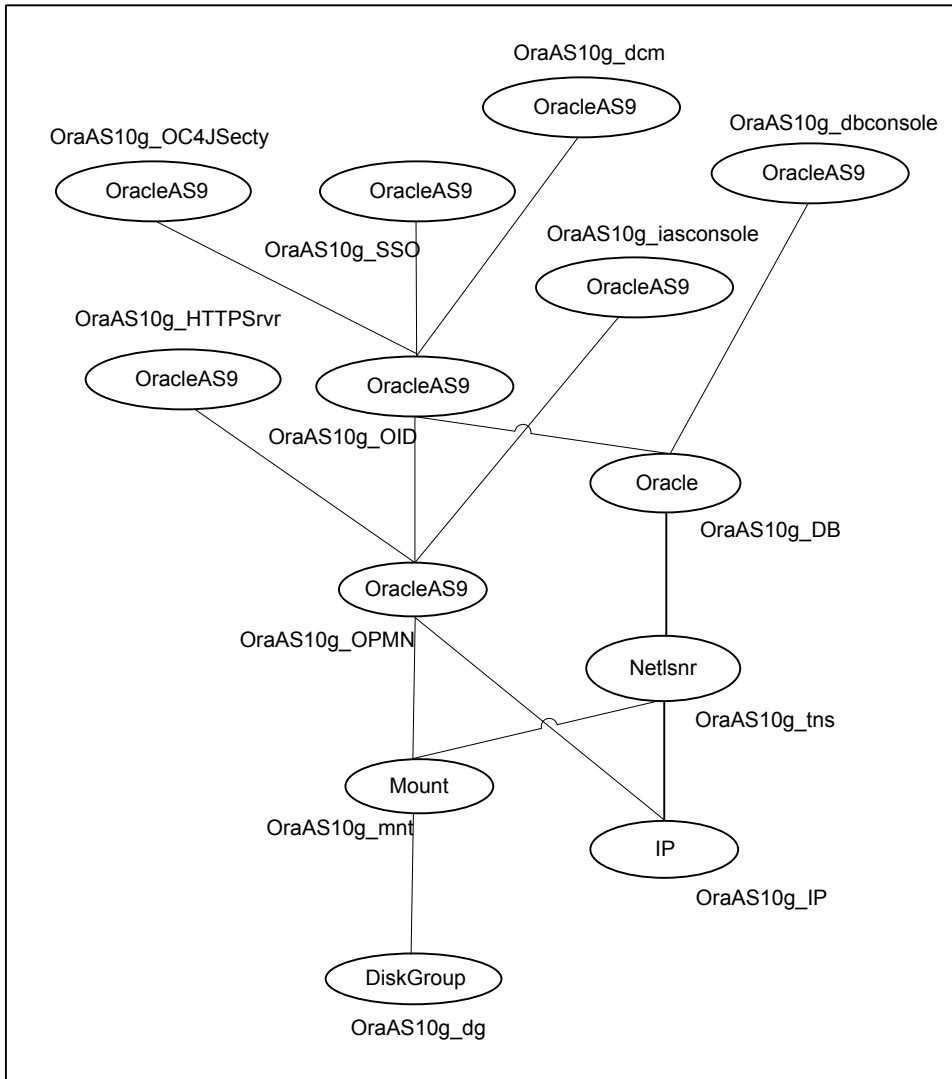 OraAS10g_dcm
OracleAS9
OraAS10g_dbconsole
OraAS10g_OC4JSecty
OracleAS9
OracleAS9
OracleAS9
OraAS10g_SSO
OraAS10g_iasconsole
OracleAS9
OraAS10g_HTTPSrvr
OracleAS9
OracleAS9
OraAS10g_OID
Oracle
OraAS10g_DB
OracleAS9
OraAS10g_OPMN
Netlsnr
OraAS10g_tns
Mount
OraAS10g_mnt
IP
OraAS10g_IP
DiskGroup
OraAS10g_dg